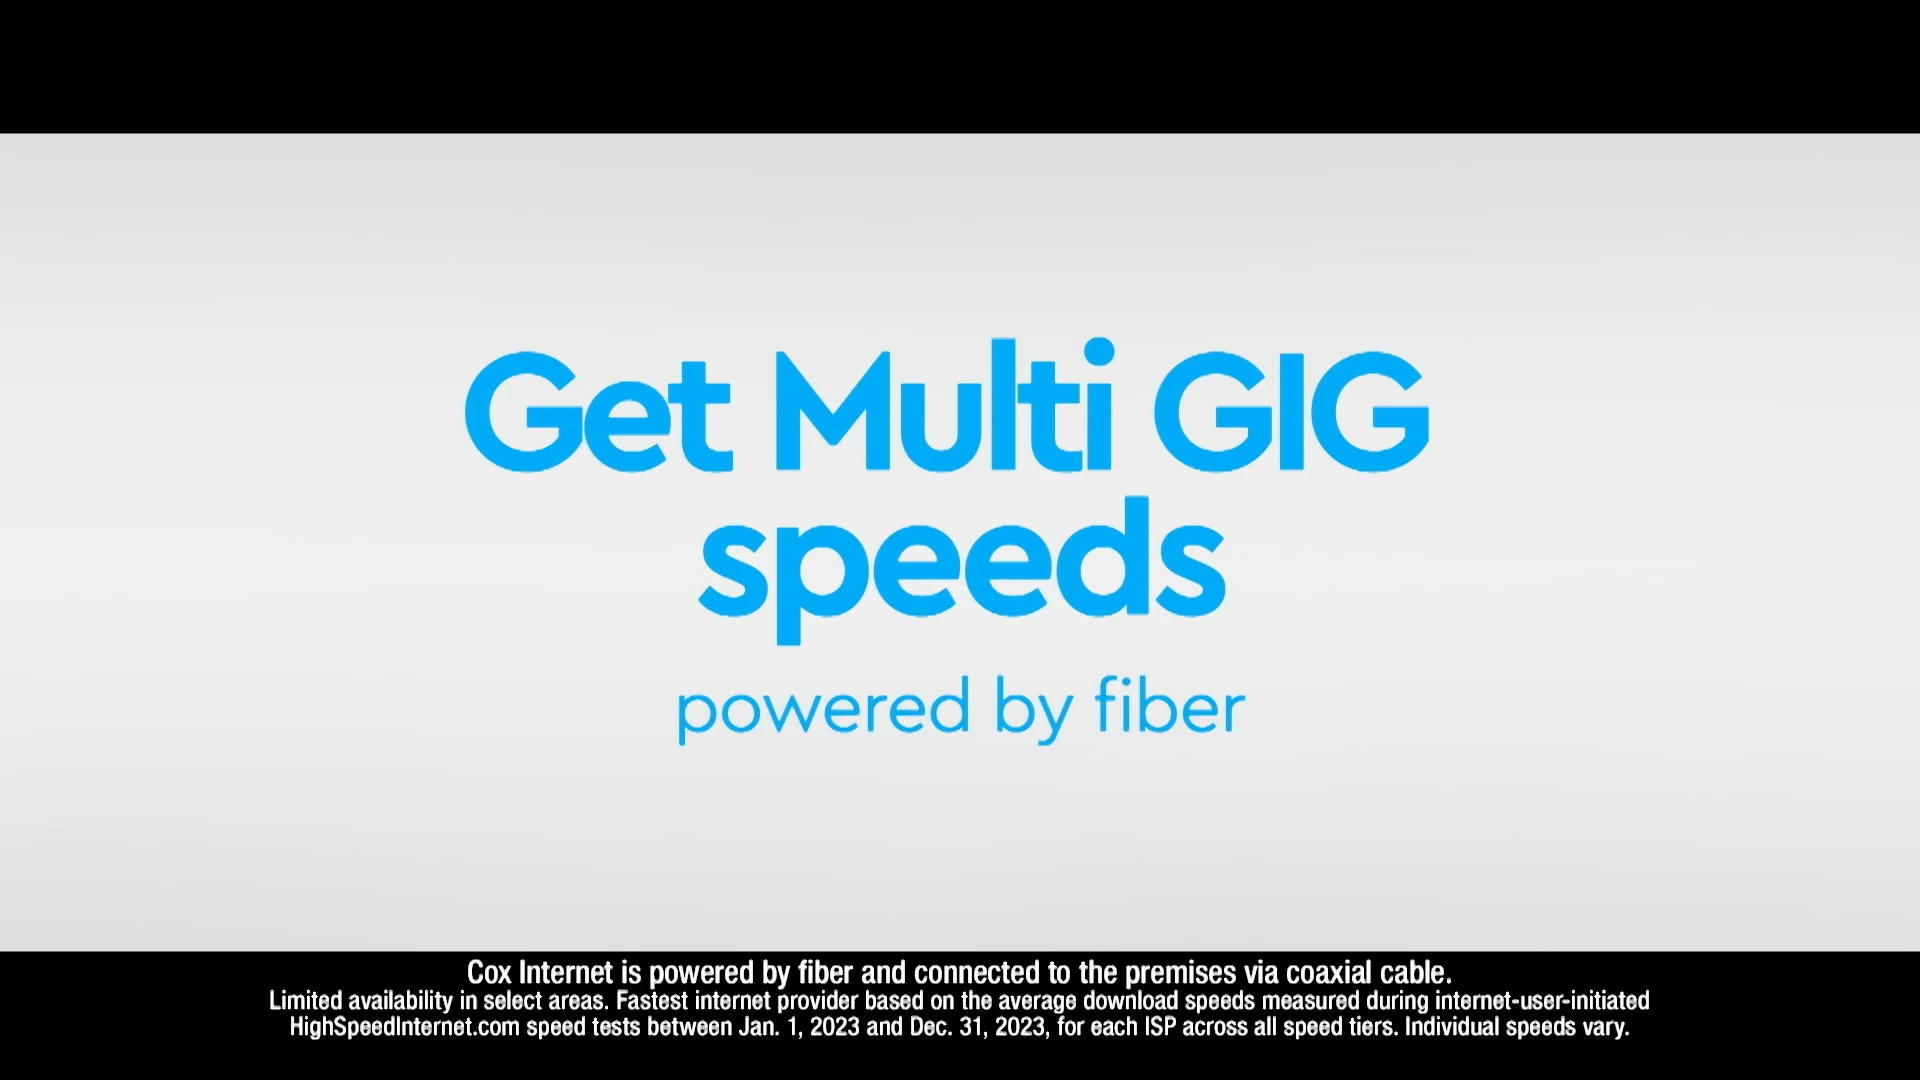 Get Multi GIG
speeds
powered by fiber
Cox Internet is powered by fiber and connected to the premises via coaxial cable.
Limited availability in select areas. Fastest internet provider based on the average download speeds measured during internet-user-initiated
HighSpeedInternet.com speed tests between Jan. 1, 2023 and Dec. 31, 2023, for each ISP across all speed tiers. Individual speeds vary.